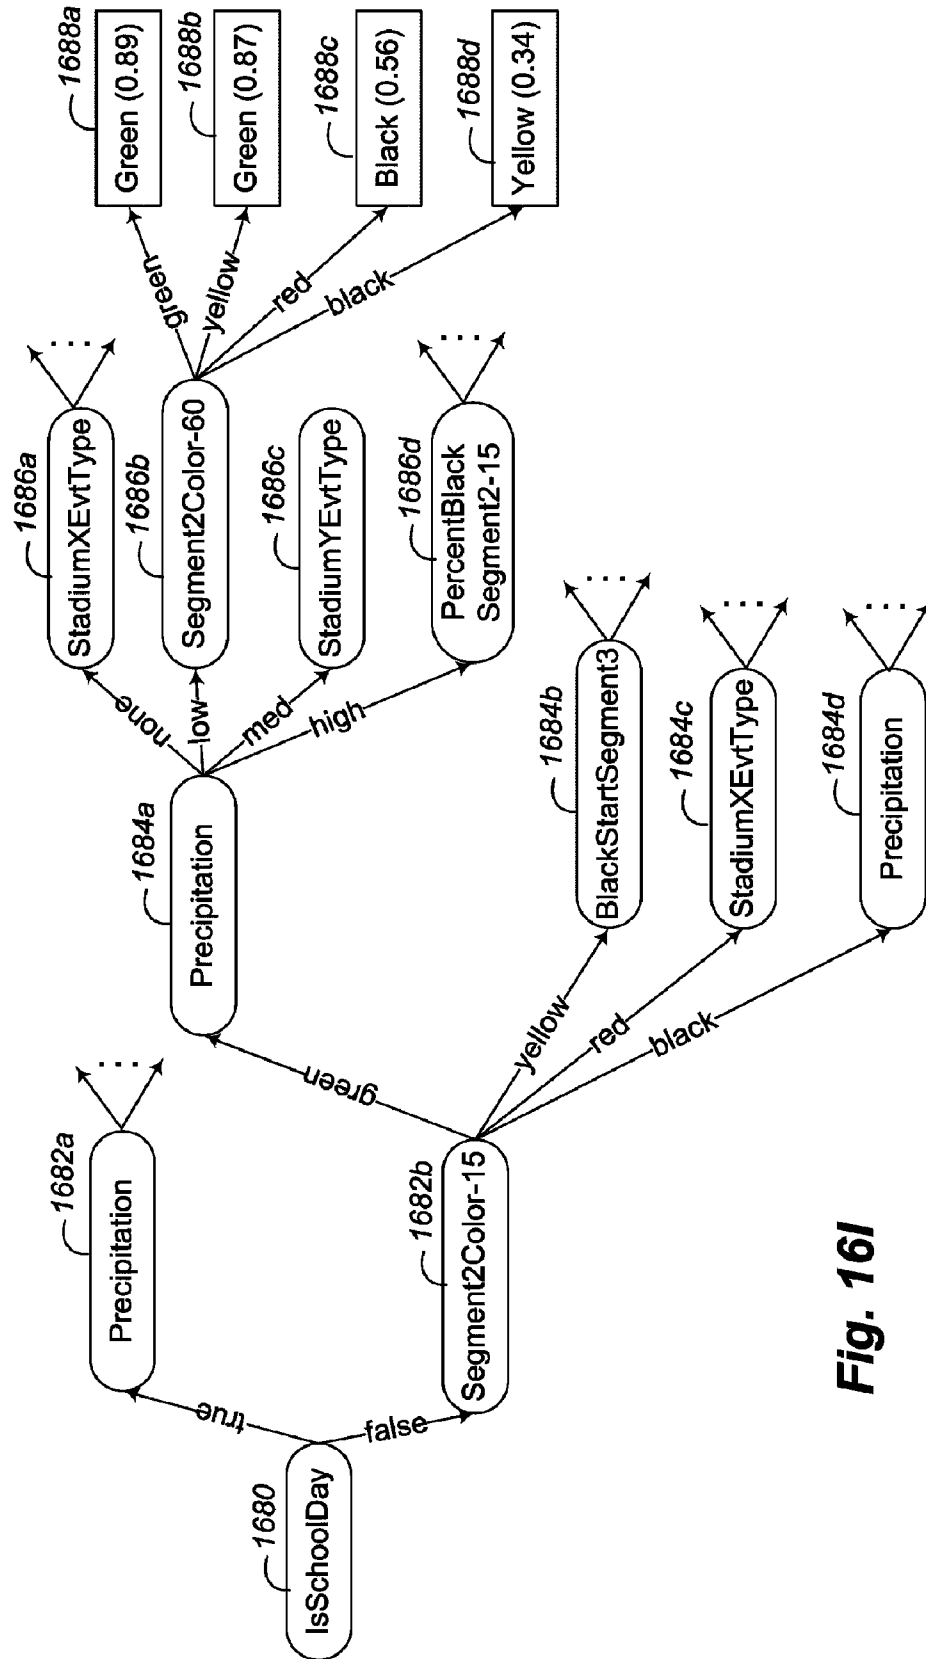 1680
IsSchoolDay
true
false
1682a
Precipitation
1682b
Segment2Color-15
green
yellow
red
black
1684a
Precipitation
1684b
BlackStartSegment3
1684c
StadiumXEvtType
1684d
Precipitation
none
low
med
high
1686a
StadiumXEvtType
1686b
Segment2Color-60
1686c
StadiumYEvtType
1686d
PercentBlack
Segment2-15
green
yellow
red
black
1688a
Green (0.89)
1688b
Green (0.87)
1688c
Black (0.56)
1688d
Yellow (0.34)
Fig. 16I